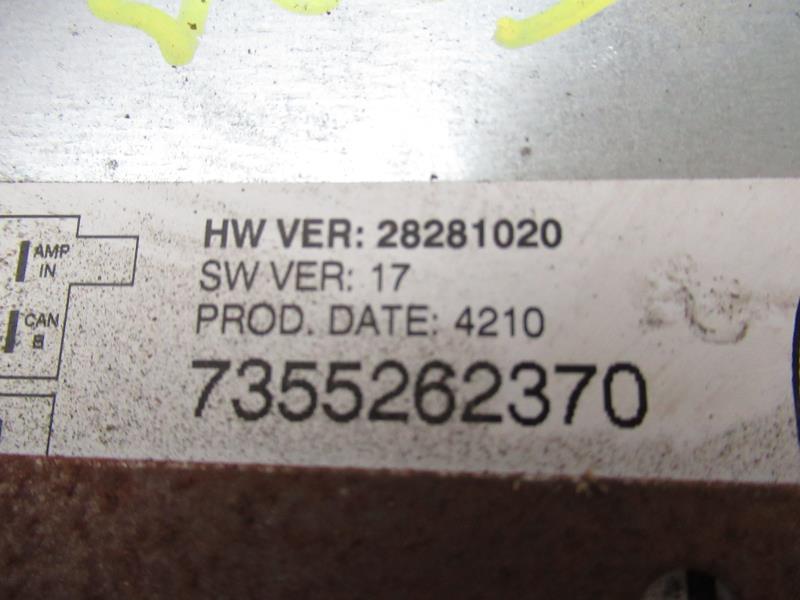 HW VER: 28281020
AMP
IN
SW VER: 17
CAN
B
PROD. DATE: 4210
7355262370